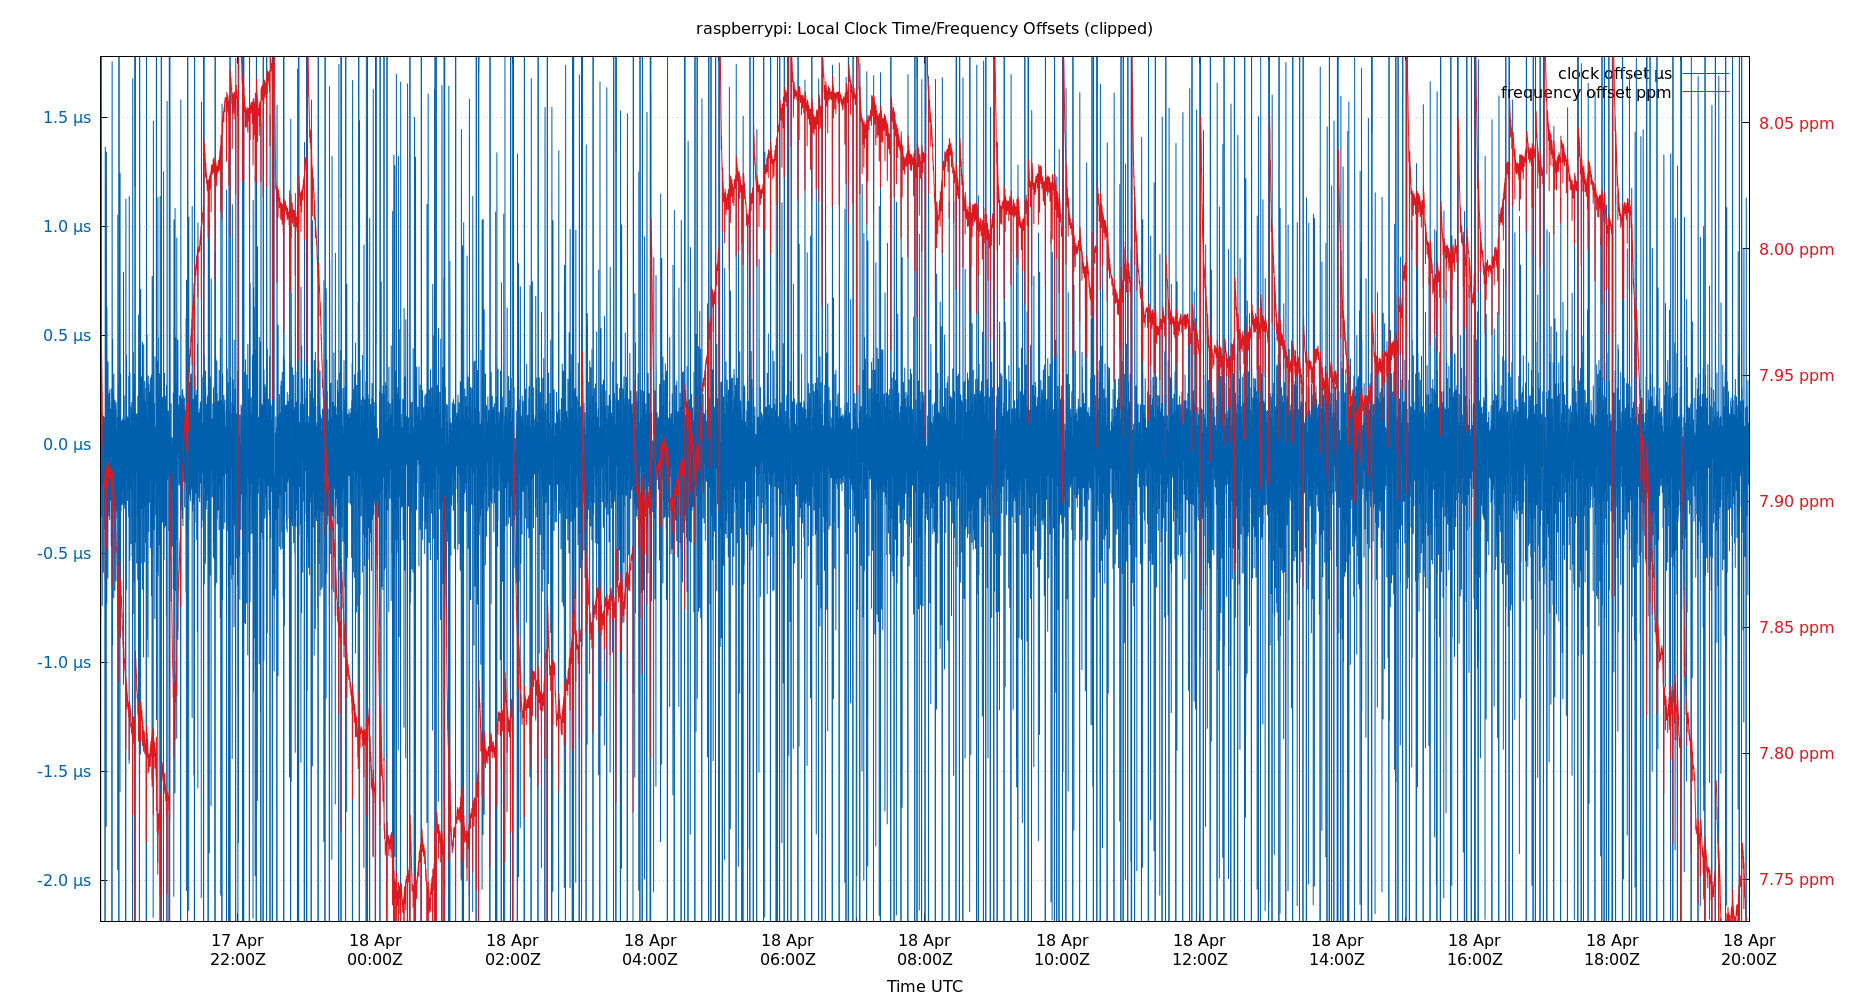 raspberrypi: Local Clock Time/Frequency Offsets (clipped)
clock offset µs
frequency offset ppm
1.5 µs
1.0 µs
0.5 µs
0.0 µs
-0.5 µs
-1.0 µs
-1.5 µs
-2.0 µs
8.05 ppm
8.00 ppm
7.95 ppm
7.90 ppm
7.85 ppm
7.80 ppm
7.75 ppm
17 Apr
22:00Z
18 Apr
00:00Z
18 Apr
02:00Z
18 Apr
04:00Z
18 Apr
06:00Z
18 Apr
08:00Z
18 Apr
10:00Z
18 Apr
12:00Z
18 Apr
14:00Z
18 Apr
16:00Z
18 Apr
18:00Z
18 Apr
20:00Z
Time UTC